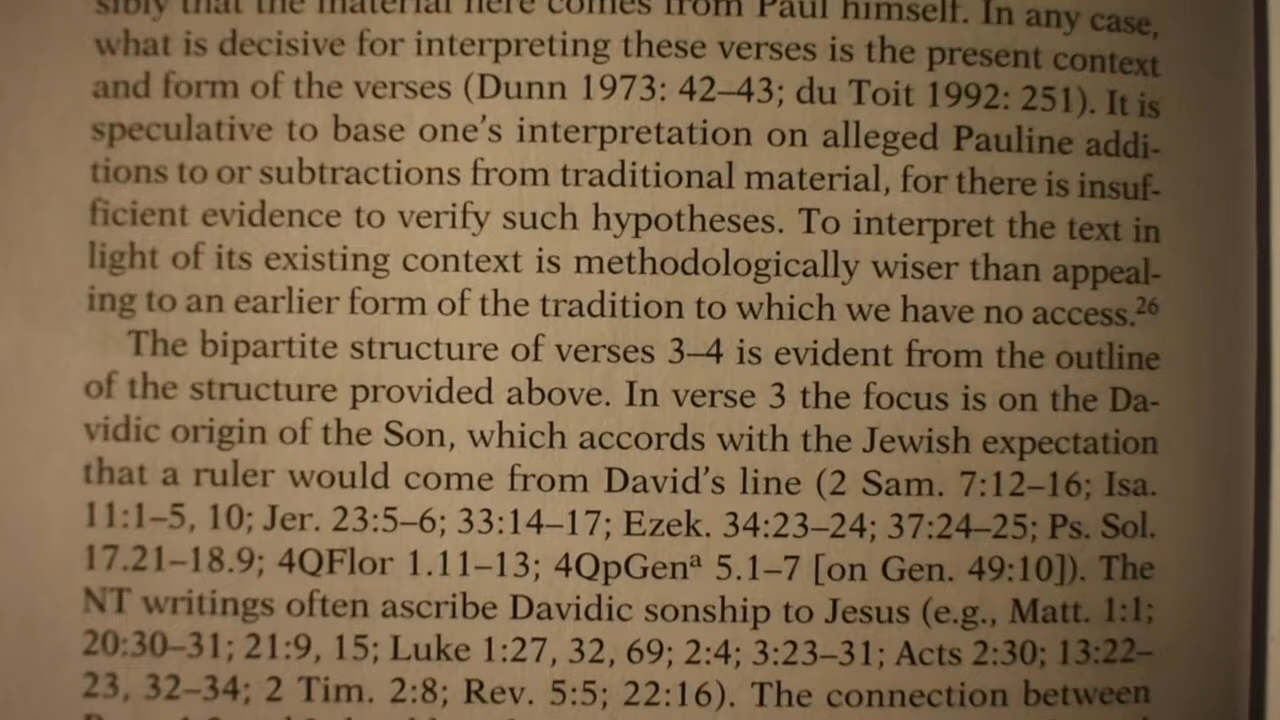 sibly that the material here comes from Paul himself. In any case,
what is decisive for interpreting these verses is the present context
and form of the verses (Dunn 1973: 42–43; du Toit 1992: 251). It is
speculative to base one's interpretation on alleged Pauline addi-
tions to or subtractions from traditional material, for there is insuf-
ficient evidence to verify such hypotheses. To interpret the text in
light of its existing context is methodologically wiser than appeal-
ing to an earlier form of the tradition to which we have no access.26
The bipartite structure of verses 3–4 is evident from the outline
of the structure provided above. In verse 3 the focus is on the Da-
vidic origin of the Son, which accords with the Jewish expectation
that a ruler would come from David's line (2 Sam. 7:12–16; Isa.
11:1–5, 10; Jer. 23:5–6; 33:14–17; Ezek. 34:23–24; 37:24–25; Ps. Sol.
17.21–18.9; 4QFlor 1.11–13; 4QpGenª 5.1–7 [on Gen. 49:10]). The
NT writings often ascribe Davidic sonship to Jesus (e.g., Matt. 1:1;
20:30–31; 21:9, 15; Luke 1:27, 32, 69; 2:4; 3:23–31; Acts 2:30; 13:22–
23, 32–34; 2 Tim. 2:8; Rev. 5:5; 22:16). The connection between